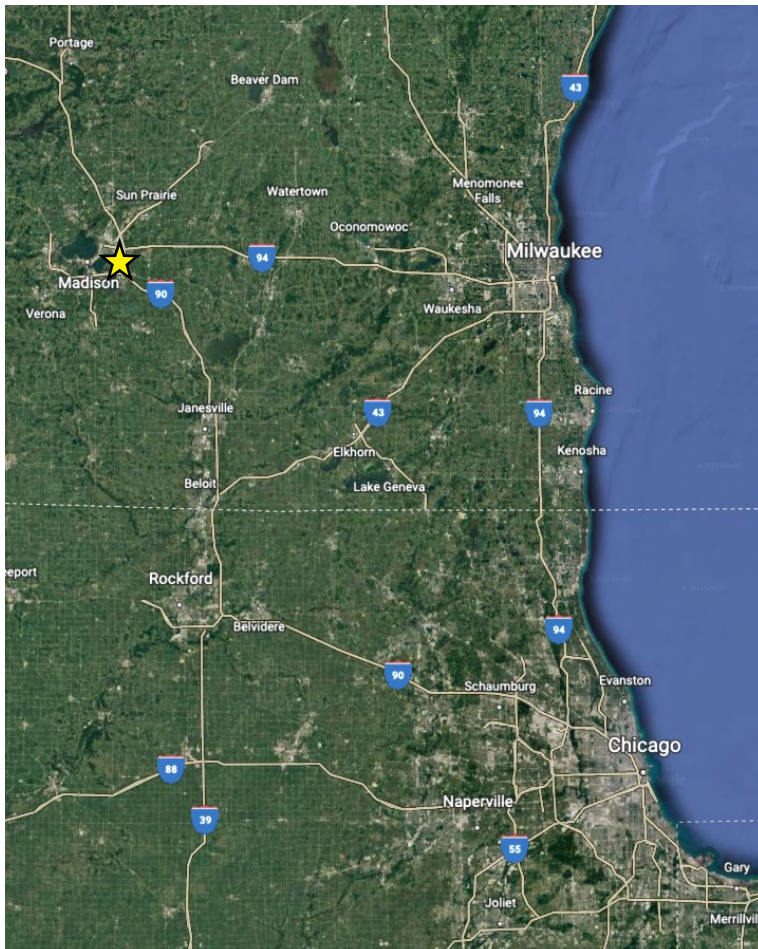 Portage
43
Beaver Dam
Sun Prairie
Watertown
Menomonee
Falls
Oconomowoc
Milwaukee
94
Madison
90
Waukesha
Verona
Racine
Janesville
43
94
Elkhorn
Kenosha
Beloit
Lake Geneva
eeport
Rockford
Belvidere
94
90
Schaumburg
Evanston
Chicago
88
Naperville
39
55
Gary
Joliet
Merrillvil